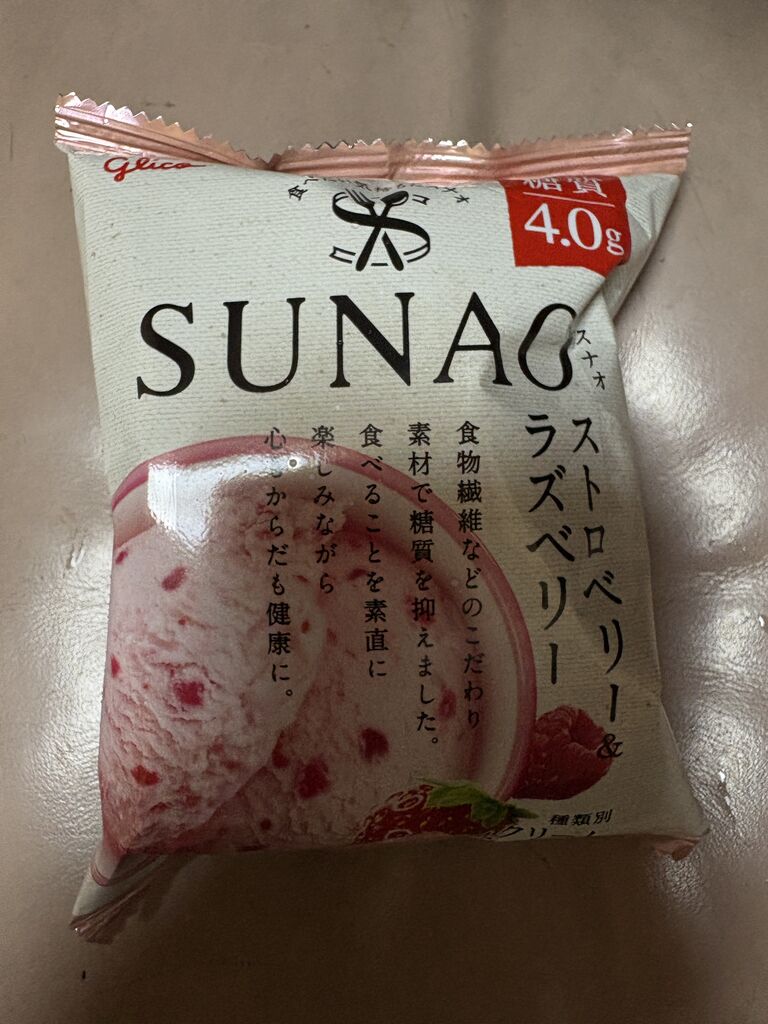 Glico
糖質
4.0g
SUNAO
スナオ
ストロベリー&
ラズベリー
食物繊維などのこだわり
素材で糖質を抑えました。
食べることを素直に
楽しみながら
からだも健康に。
種類別